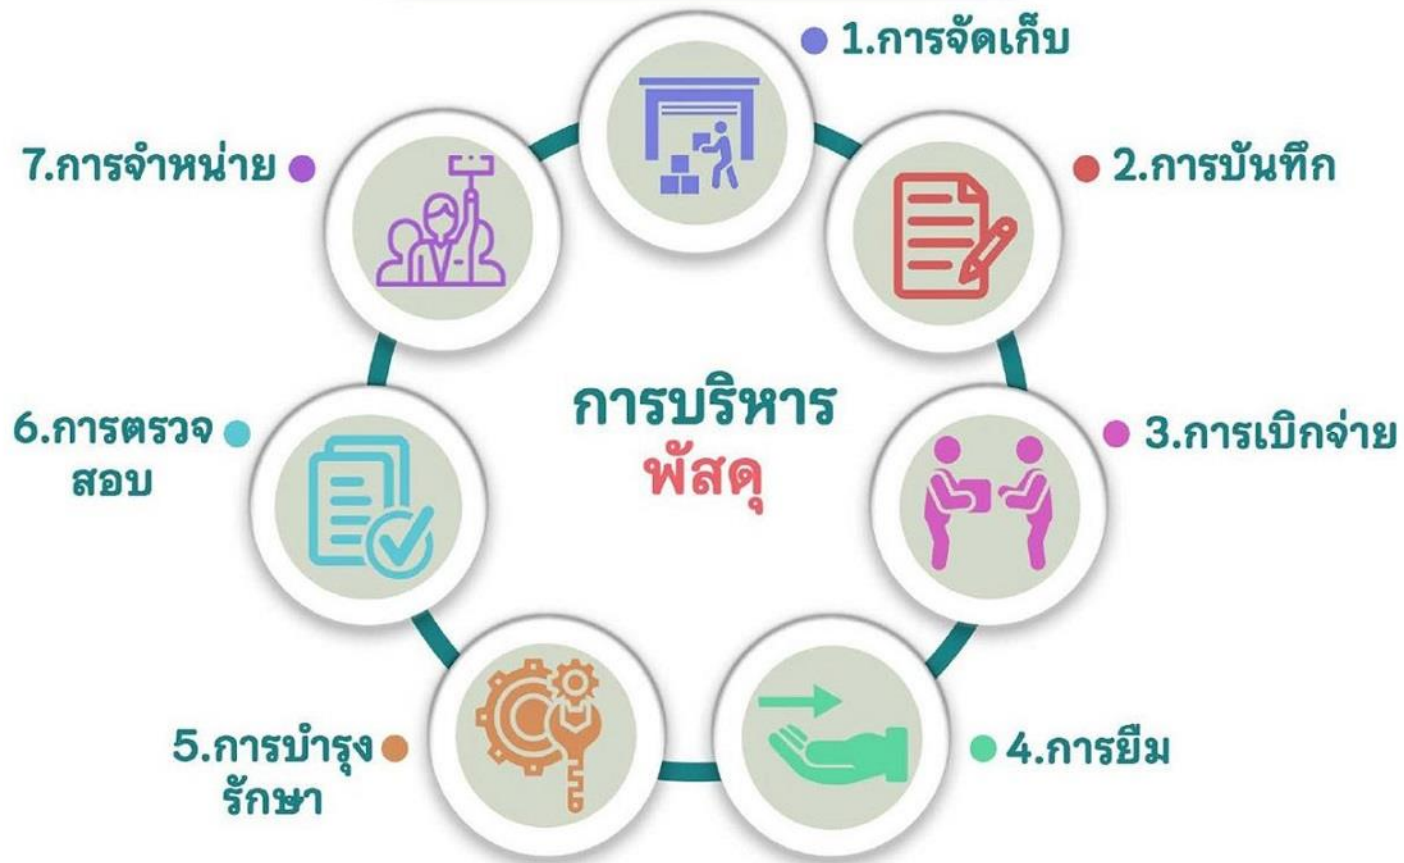 1.การจัดเก็บ
2.การบันทึก
3.การเบิกจ่าย
4.การยืม
5.การบำรุง
รักษา
6.การตรวจ
สอบ
7.การจำหน่าย
การบริหาร
พัสดุ